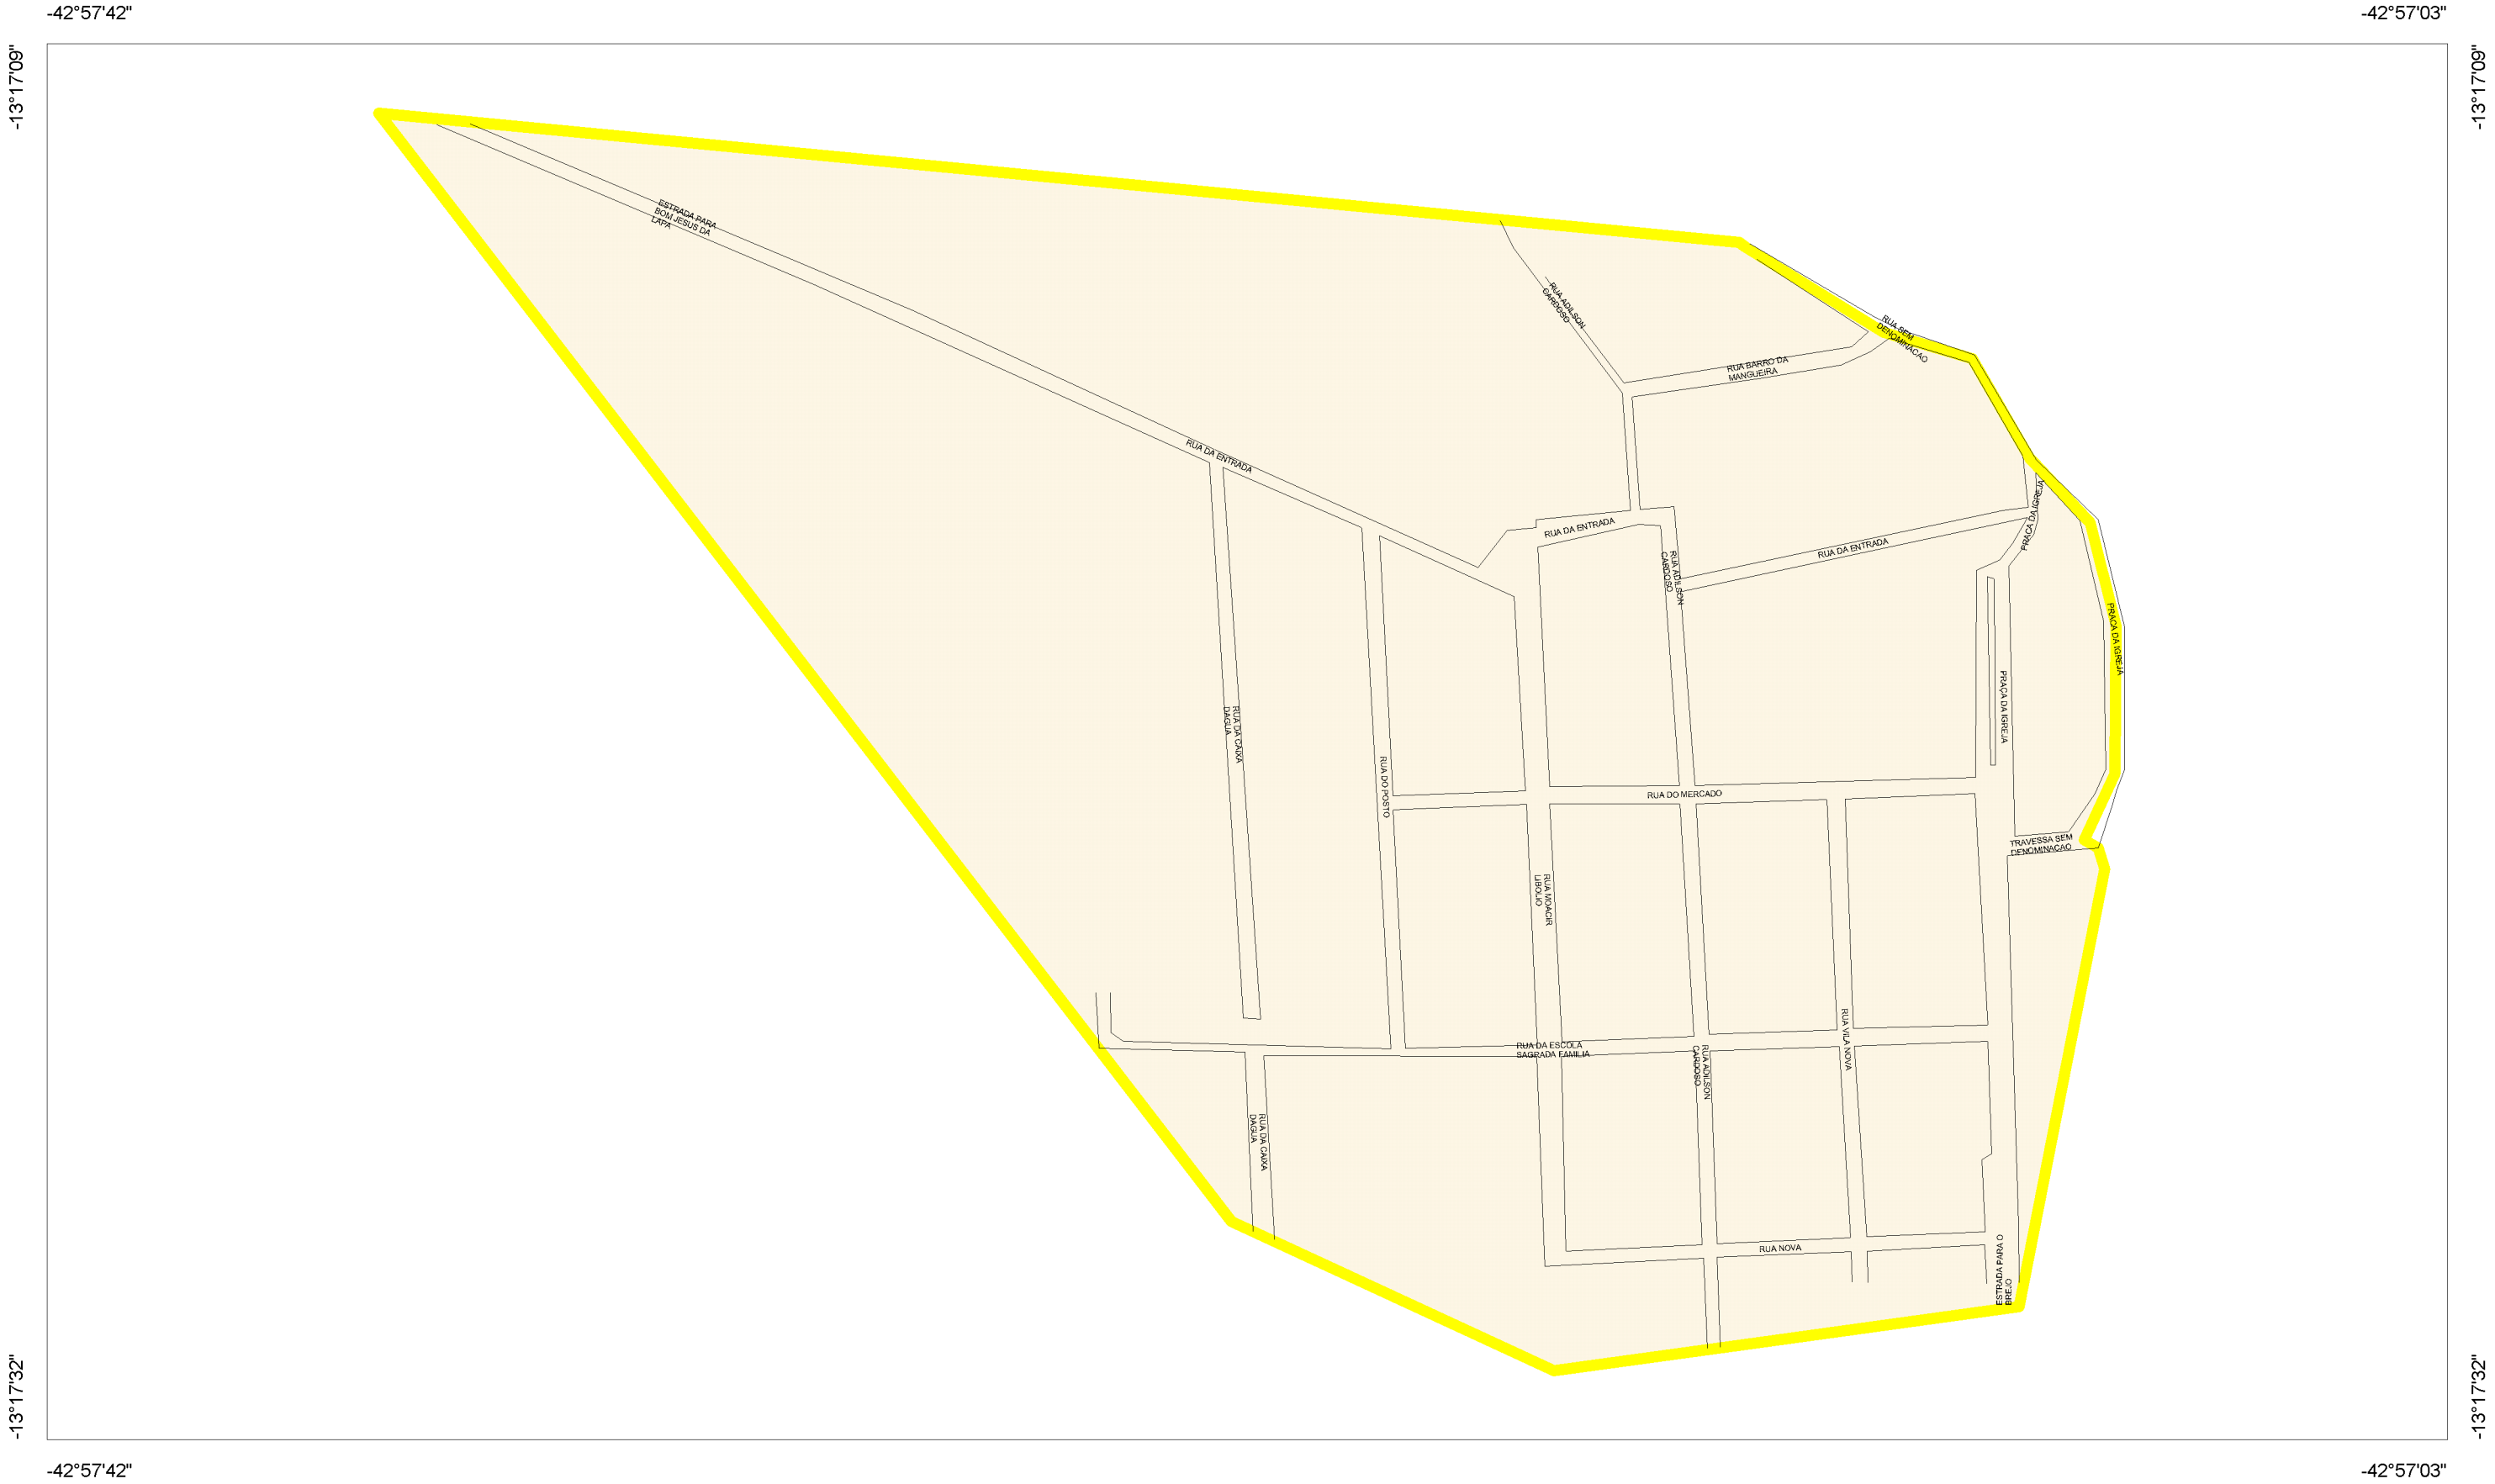 -42°57'42"
-42°57'03"
-13°17'09"
-13°17'09"
ESTRADA PARA
BOM JESUS DA
LAPA
RUA ADILSON
CARDOSO
RUA SEM
DENOMINACAO
RUA BARRO DA
MANGUEIRA
RUA DA ENTRADA
RUA DA ENTRADA
RUA DA ENTRADA
PRACA DA IGREJA
RUA ADILSON
CARDOSO
PRACA DA IGREJA
PRAÇA DA IGREJA
RUA DA CAIXA
DAGUA
RUA DO POSTO
RUA DO MERCADO
TRAVESSA SEM
DENOMINACAO
RUA MOACIR
LIBOLIO
RUA DA ESCOLA
SAGRADA FAMILIA
RUA ADILSON
CARDOSO
RUA VILA NOVA
RUA DA CAIXA
DAGUA
RUA NOVA
ESTRADA PARA O
BREJO
-13°17'32"
-13°17'32"
-42°57'42"
-42°57'03"